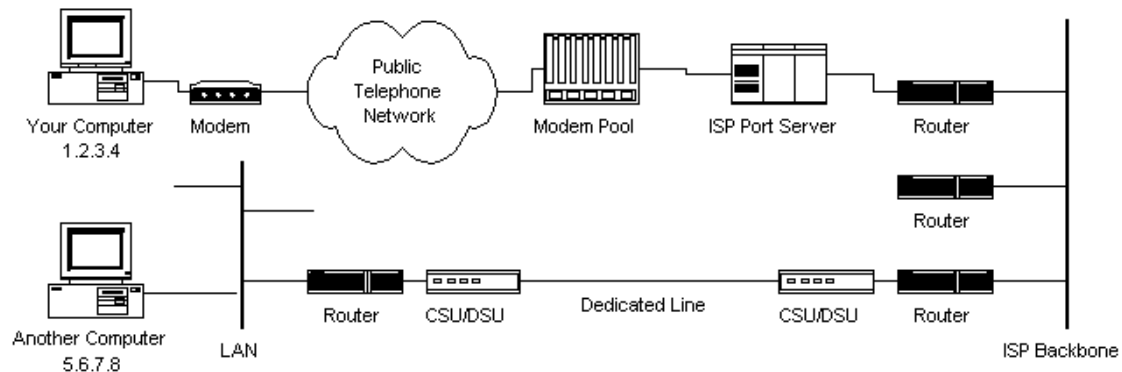 Public
Telephone
Network
Your Computer
1.2.3.4
Modem
Modem Pool
ISP Port Server
Router
Router
Another Computer
5.6.7.8
LAN
Router
CSU/DSU
Dedicated Line
CSU/DSU
Router
ISP Backbone